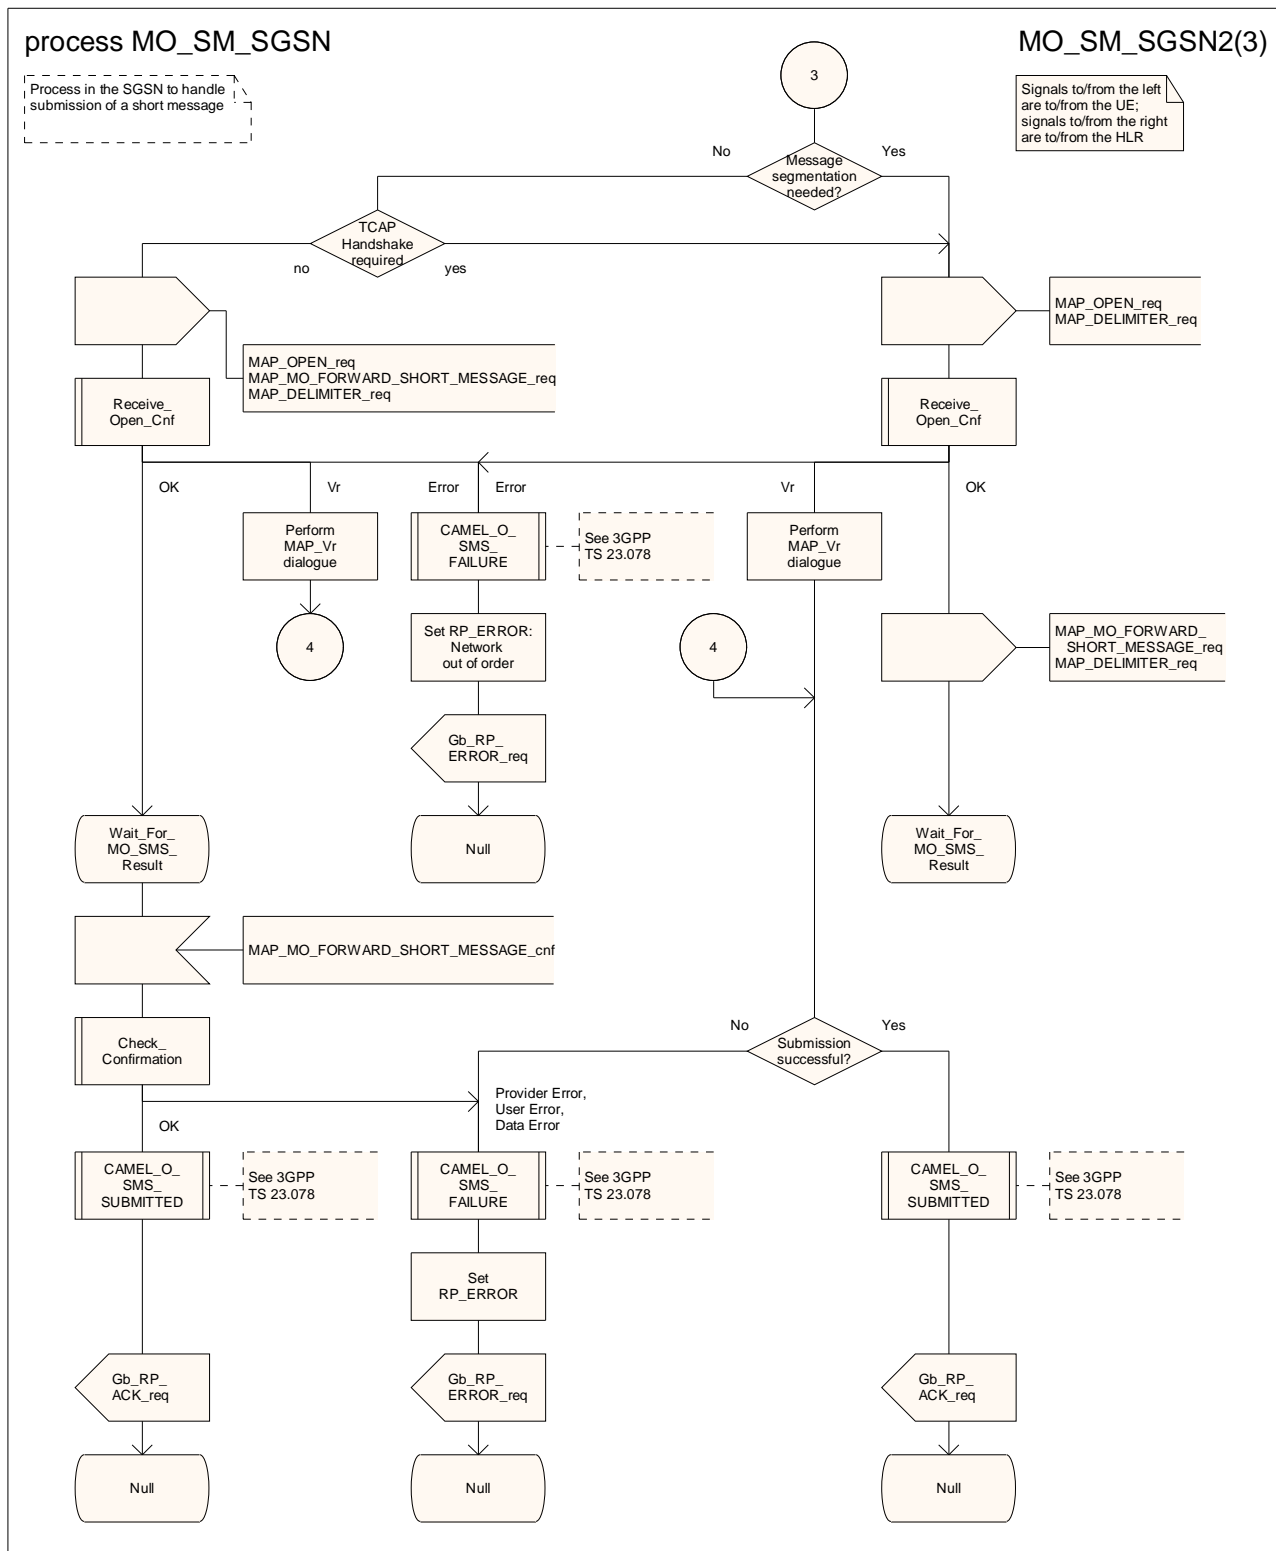 process MO_SM_SGSN
MO_SM_SGSN2(3)
Process in the SGSN to handle
submission of a short message
3
Signals to/from the left
are to/from the UE;
signals to/from the right
are to/from the HLR
No
Message
segmentation
needed?
Yes
TCAP
Handshake
required
no
yes
MAP_OPEN_req
MAP_DELIMITER_req
MAP_OPEN_req
MAP_MO_FORWARD_SHORT_MESSAGE_req
MAP_DELIMITER_req
Receive_
Open_Cnf
Receive_
Open_Cnf
OK
Vr
Error
Error
Vr
OK
Perform
MAP_Vr
dialogue
CAMEL_O_
SMS_
FAILURE
See 3GPP
TS 23.078
Perform
MAP_Vr
dialogue
4
Set RP_ERROR:
Network
out of order
4
MAP_MO_FORWARD_
SHORT_MESSAGE_req
MAP_DELIMITER_req
Gb_RP_
ERROR_req
Wait_For_
MO_SMS_
Result
Null
Wait_For_
MO_SMS_
Result
MAP_MO_FORWARD_SHORT_MESSAGE_cnf
Check_
Confirmation
No
Submission
successful?
Yes
Provider Error,
User Error,
Data Error
OK
CAMEL_O_
SMS_
SUBMITTED
See 3GPP
TS 23.078
CAMEL_O_
SMS_
FAILURE
See 3GPP
TS 23.078
CAMEL_O_
SMS_
SUBMITTED
See 3GPP
TS 23.078
Set
RP_ERROR
Gb_RP_
ACK_req
Gb_RP_
ERROR_req
Gb_RP_
ACK_req
Null
Null
Null